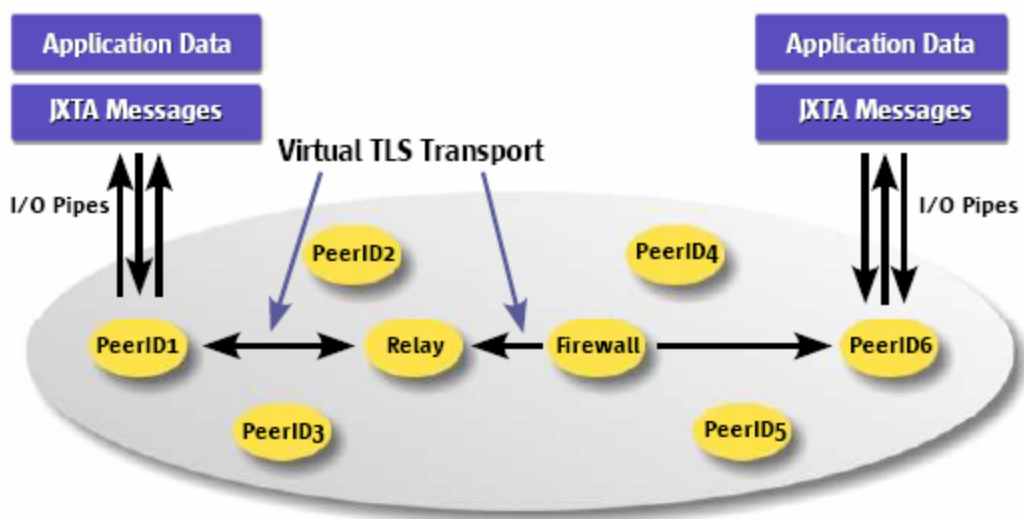 Application Data
Application Data
JXTA Messages
JXTA Messages
Virtual TLS Transport
I/O Pipes
I/O Pipes
PeerID2
PeerID4
PeerID1
Relay
Firewall
PeerID6
PeerID3
PeerID5